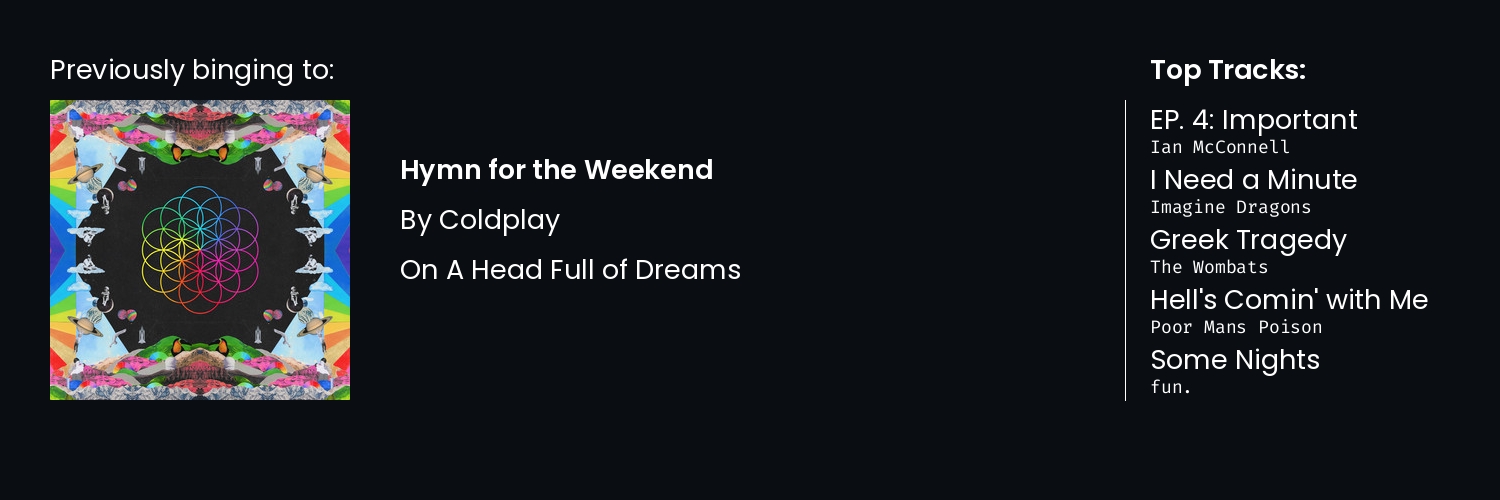 Previously binging to:
Hymn for the Weekend
By Coldplay
On A Head Full of Dreams
Top Tracks:
EP. 4: Important
Ian McConnell
I Need a Minute
Imagine Dragons
Greek Tragedy
The Wombats
Hell's Comin' with Me
Poor Mans Poison
Some Nights
fun.